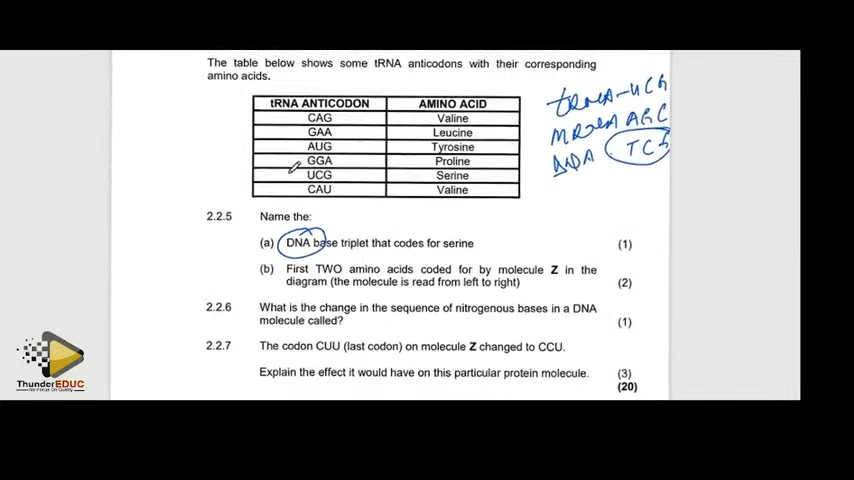 The table below shows some tRNA anticodons with their corresponding
amino acids.
tRNA ANTICODON AMINO ACID
CAG Valine
GAA Leucine
AUG Tyrosine
GGA Proline
UCG Serine
CAU Valine
tRNA-UCG
MRNA AGC
DNA TCG
2.2.5 Name the:
(a) DNA base triplet that codes for serine (1)
(b) First TWO amino acids coded for by molecule Z in the
diagram (the molecule is read from left to right) (2)
2.2.6 What is the change in the sequence of nitrogenous bases in a DNA
molecule called? (1)
2.2.7 The codon CUU (last codon) on molecule Z changed to CCU.
Explain the effect it would have on this particular protein molecule. (3)
(20)
ThunderEDUC
We Focus On Quality